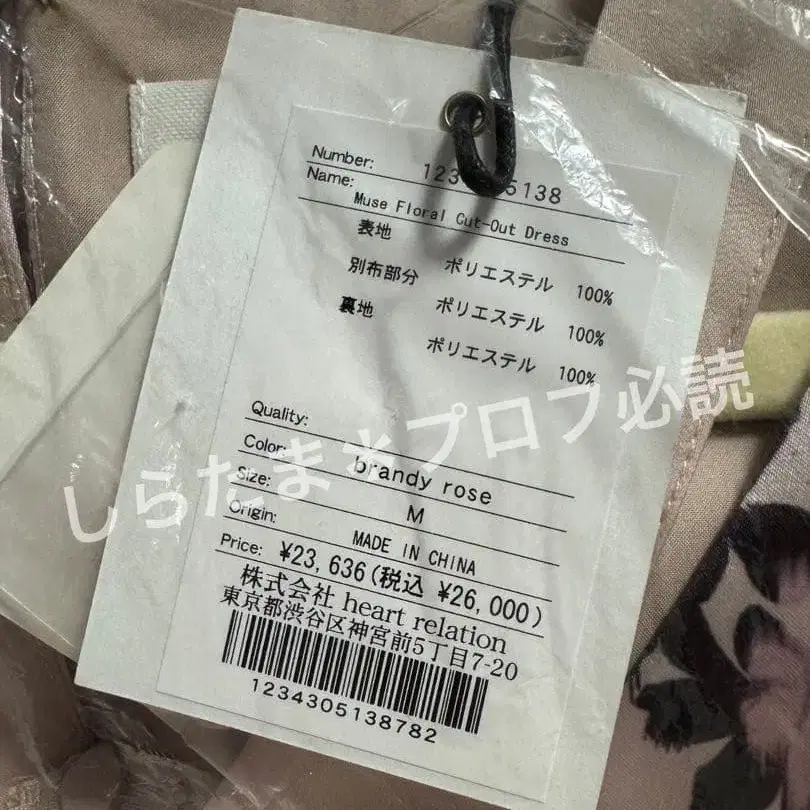 Number:
Name:
Muse Floral Cut-Out Dress
表地 ポリエステル 100%
別布部分 ポリエステル 100%
裏地 ポリエステル 100%
しらたま＊プロフ必読
Quality:
Color: brandy rose
Size: M
Origin: MADE IN CHINA
Price: ¥23,636(税込 ¥26,000)
株式会社 heart relation
東京都渋谷区神宮前5丁目7-20
1234305138782